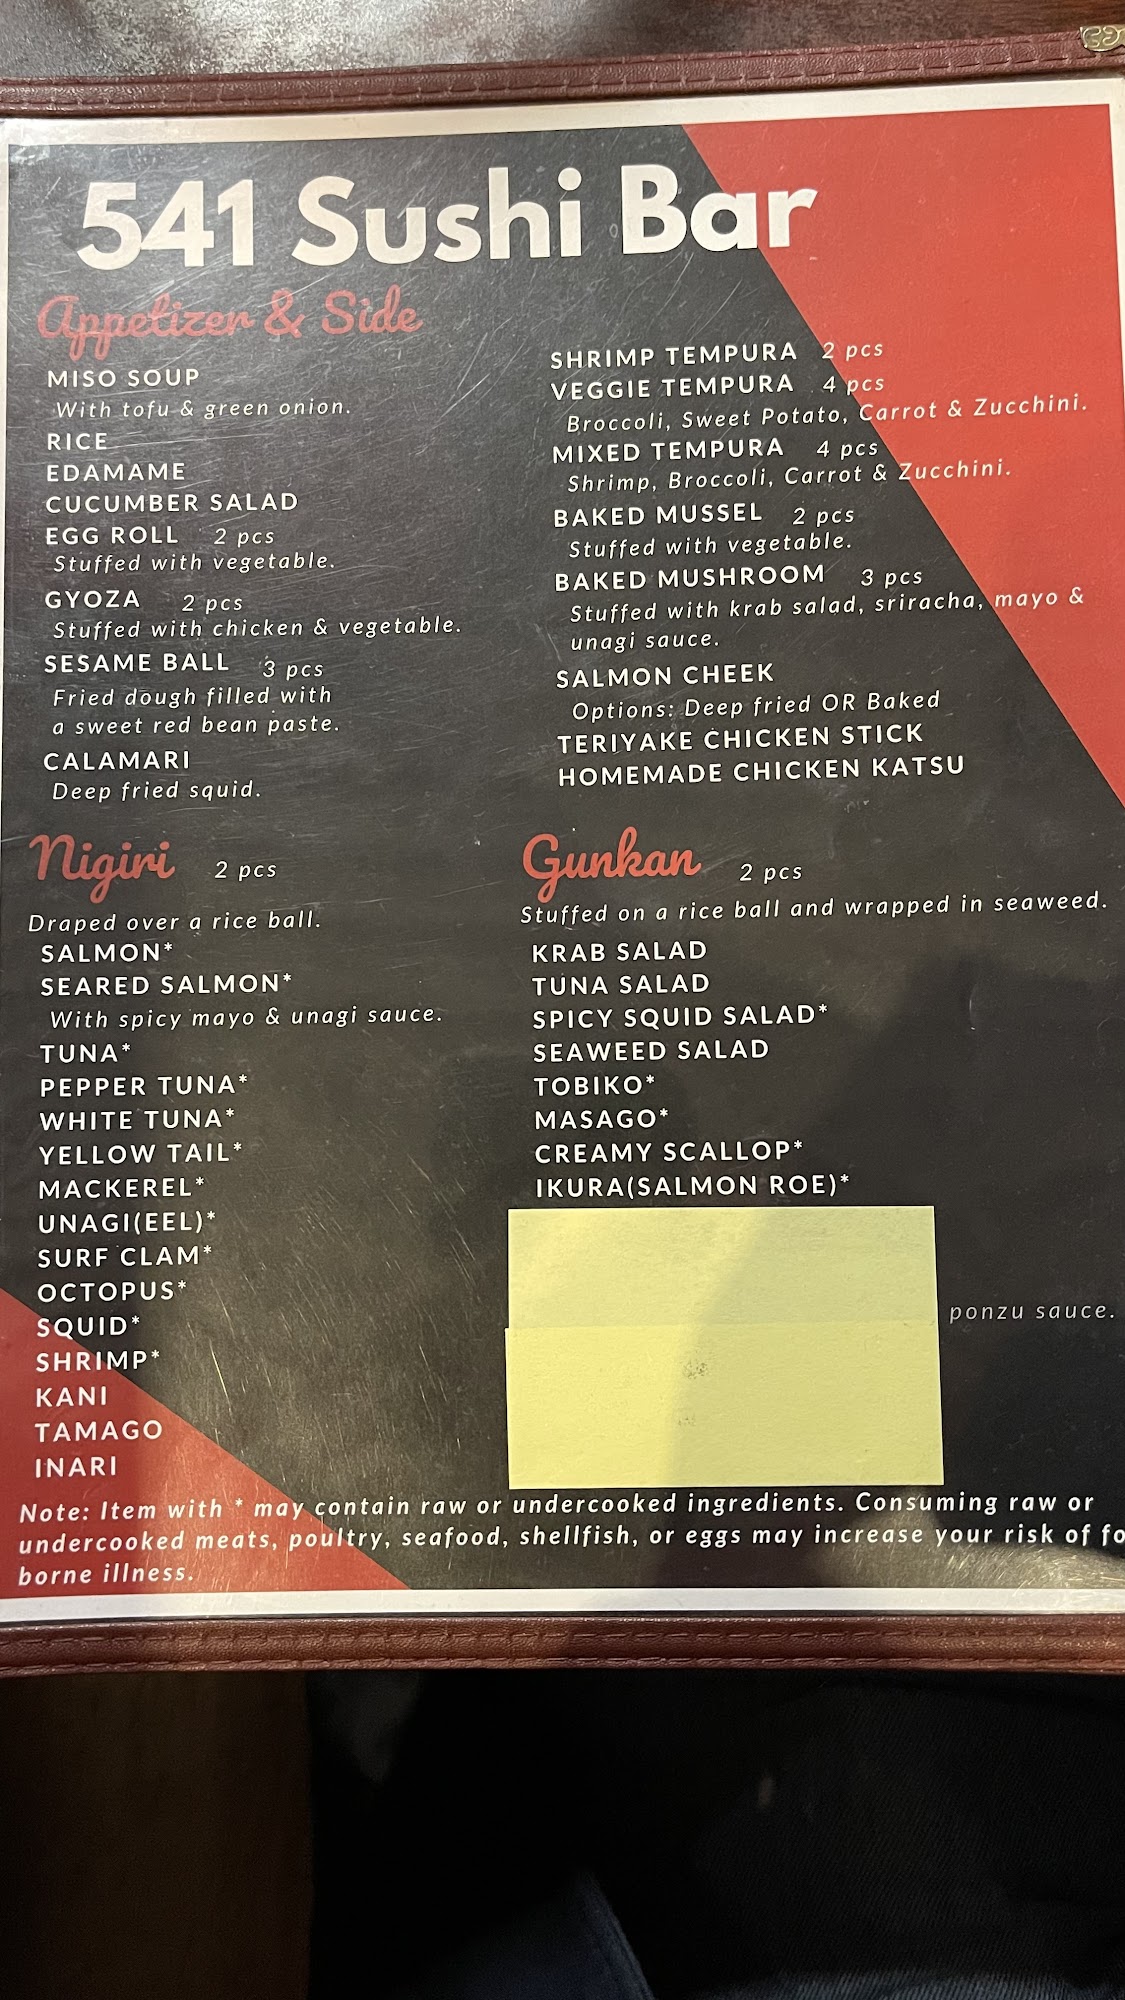 541 Sushi Bar
Appetizer & Side
MISO SOUP
With tofu & green onion.
RICE
EDAMAME
CUCUMBER SALAD
EGG ROLL 2 pcs
Stuffed with vegetable.
GYOZA 2 pcs
Stuffed with chicken & vegetable.
SESAME BALL 3 pcs
Fried dough filled with
a sweet red bean paste.
CALAMARI
Deep fried squid.
SHRIMP TEMPURA 2 pcs
VEGGIE TEMPURA 4 pcs
Broccoli, Sweet Potato, Carrot & Zucchini.
MIXED TEMPURA 4 pcs
Shrimp, Broccoli, Carrot & Zucchini.
BAKED MUSSEL 2 pcs
Stuffed with vegetable.
BAKED MUSHROOM 3 pcs
Stuffed with krab salad, sriracha, mayo &
unagi sauce.
SALMON CHEEK
Options: Deep fried OR Baked
TERIYAKE CHICKEN STICK
HOMEMADE CHICKEN KATSU
Nigiri 2 pcs
Draped over a rice ball.
SALMON*
SEARED SALMON*
With spicy mayo & unagi sauce.
TUNA*
PEPPER TUNA*
WHITE TUNA*
YELLOW TAIL*
MACKEREL*
UNAGI(EEL)*
SURF CLAM*
OCTOPUS*
SQUID*
SHRIMP*
KANI
TAMAGO
INARI
Gunkan 2 pcs
Stuffed on a rice ball and wrapped in seaweed.
KRAB SALAD
TUNA SALAD
SPICY SQUID SALAD*
SEAWEED SALAD
TOBIKO*
MASAGO*
CREAMY SCALLOP*
IKURA(SALMON ROE)*
ponzu sauce.
Note: Item with * may contain raw or undercooked ingredients. Consuming raw or
undercooked meats, poultry, seafood, shellfish, or eggs may increase your risk of fo
borne illness.